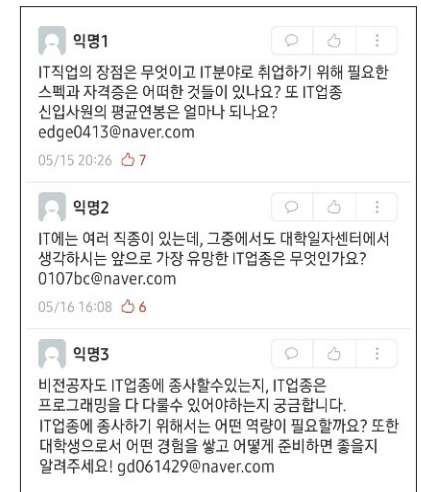 익명1
IT직업의 장점은 무엇이고 IT분야로 취업하기 위해 필요한
스펙과 자격증은 어떠한 것들이 있나요? 또 IT업종
신입사원의 평균연봉은 얼마나 되나요?
edge0413@naver.com
05/15 20:26 7
익명2
IT에는 여러 직종이 있는데, 그중에서도 대학일자센터에서
생각하시는 앞으로 가장 유망한 IT업종은 무엇인가요?
0107bc@naver.com
05/16 16:08 6
익명3
비전공자도 IT업종에 종사할수있는지, IT업종은
프로그래밍을 다 다룰수 있어야하는지 궁금합니다.
IT업종에 종사하기 위해서는 어떤 역량이 필요할까요? 또한
대학생으로서 어떤 경험을 쌓고 어떻게 준비하면 좋을지
알려주세요! gd061429@naver.com